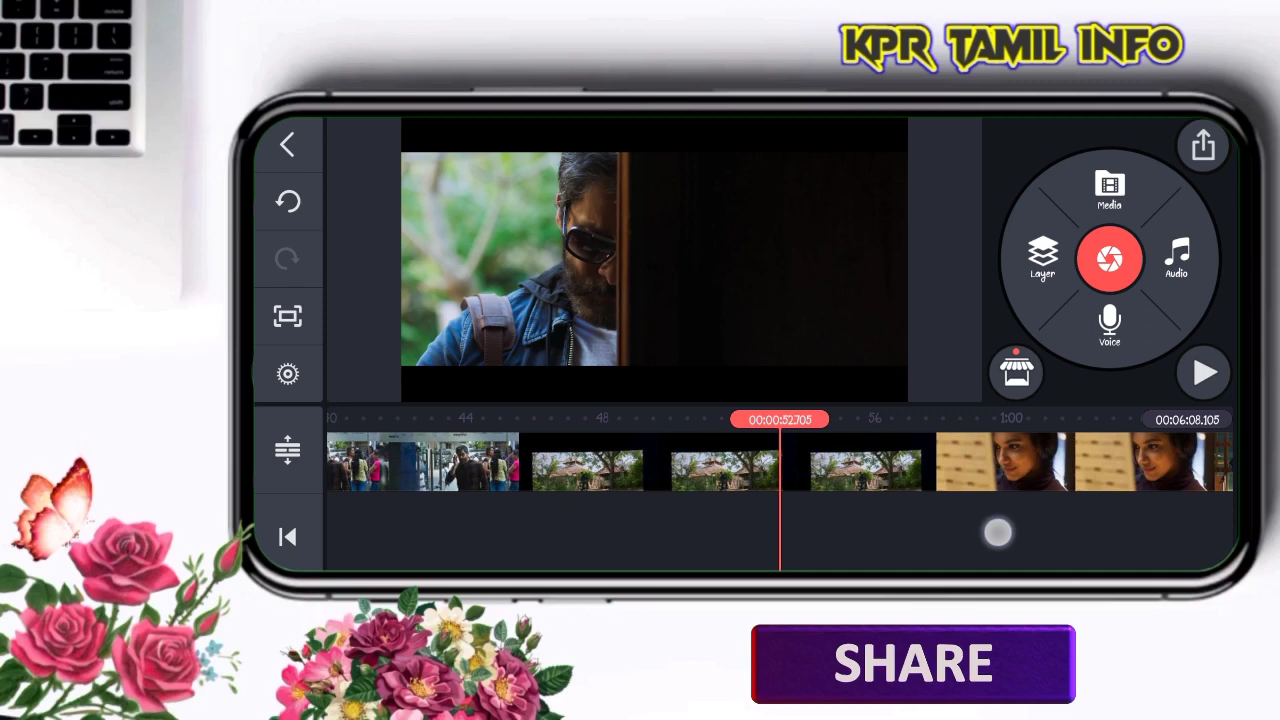 KPR TAMIL INFO
Media
Layer
Audio
Voice
44
48
00:00:52.705
56
1:00
00:06:08.105
SHARE